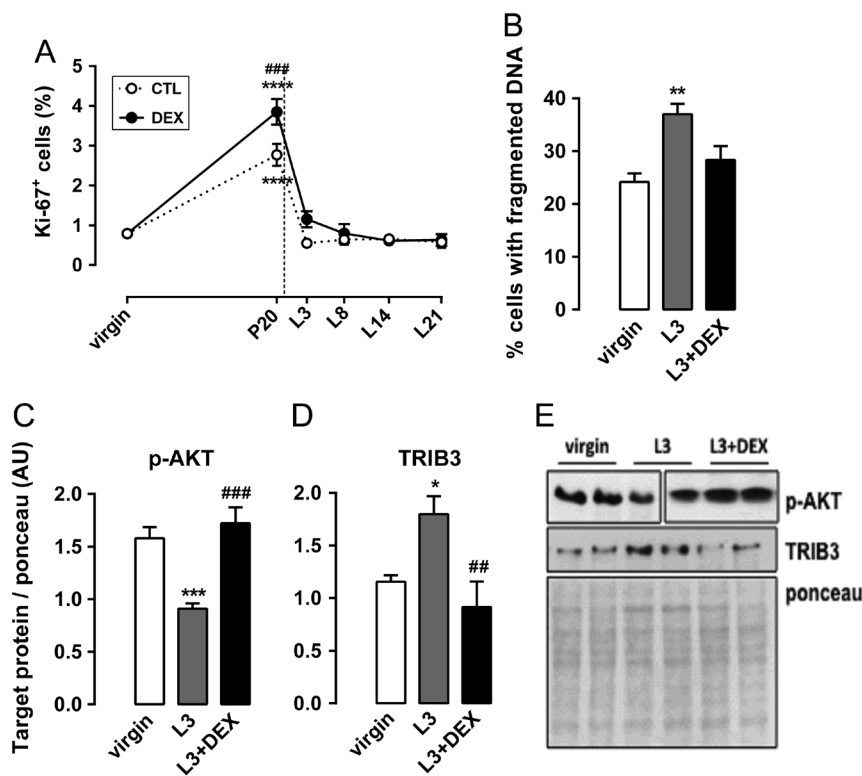 A
Ki-67+ cells (%)
5
4
3
2
1
0
CTL
DEX
###
****
****
virgin
P20
L3
L8
L14
L21
B
% cells with fragmented DNA
40
30
20
10
0
**
virgin
L3
L3+DEX
C
p-AKT
Target protein / ponceau (AU)
2.0
1.5
1.0
0.5
0.0
***
###
virgin
L3
L3+DEX
D
TRIB3
2.0
1.5
1.0
0.5
0.0
*
##
virgin
L3
L3+DEX
E
virgin L3 L3+DEX
p-AKT
TRIB3
ponceau